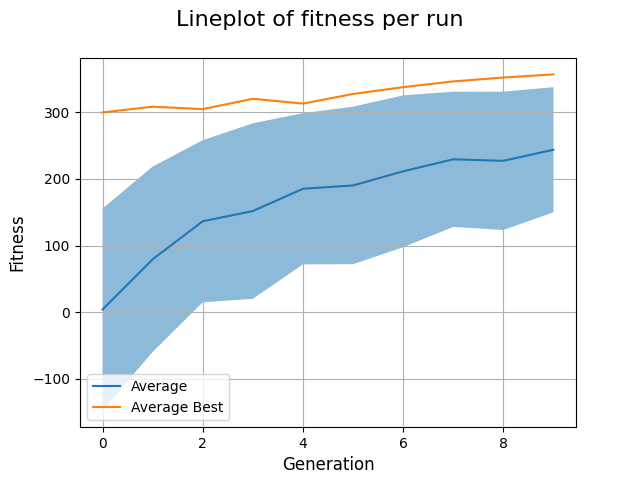 Lineplot of fitness per run
Fitness
300
200
100
0
−100
Average
Average Best
0 2 4 6 8
Generation